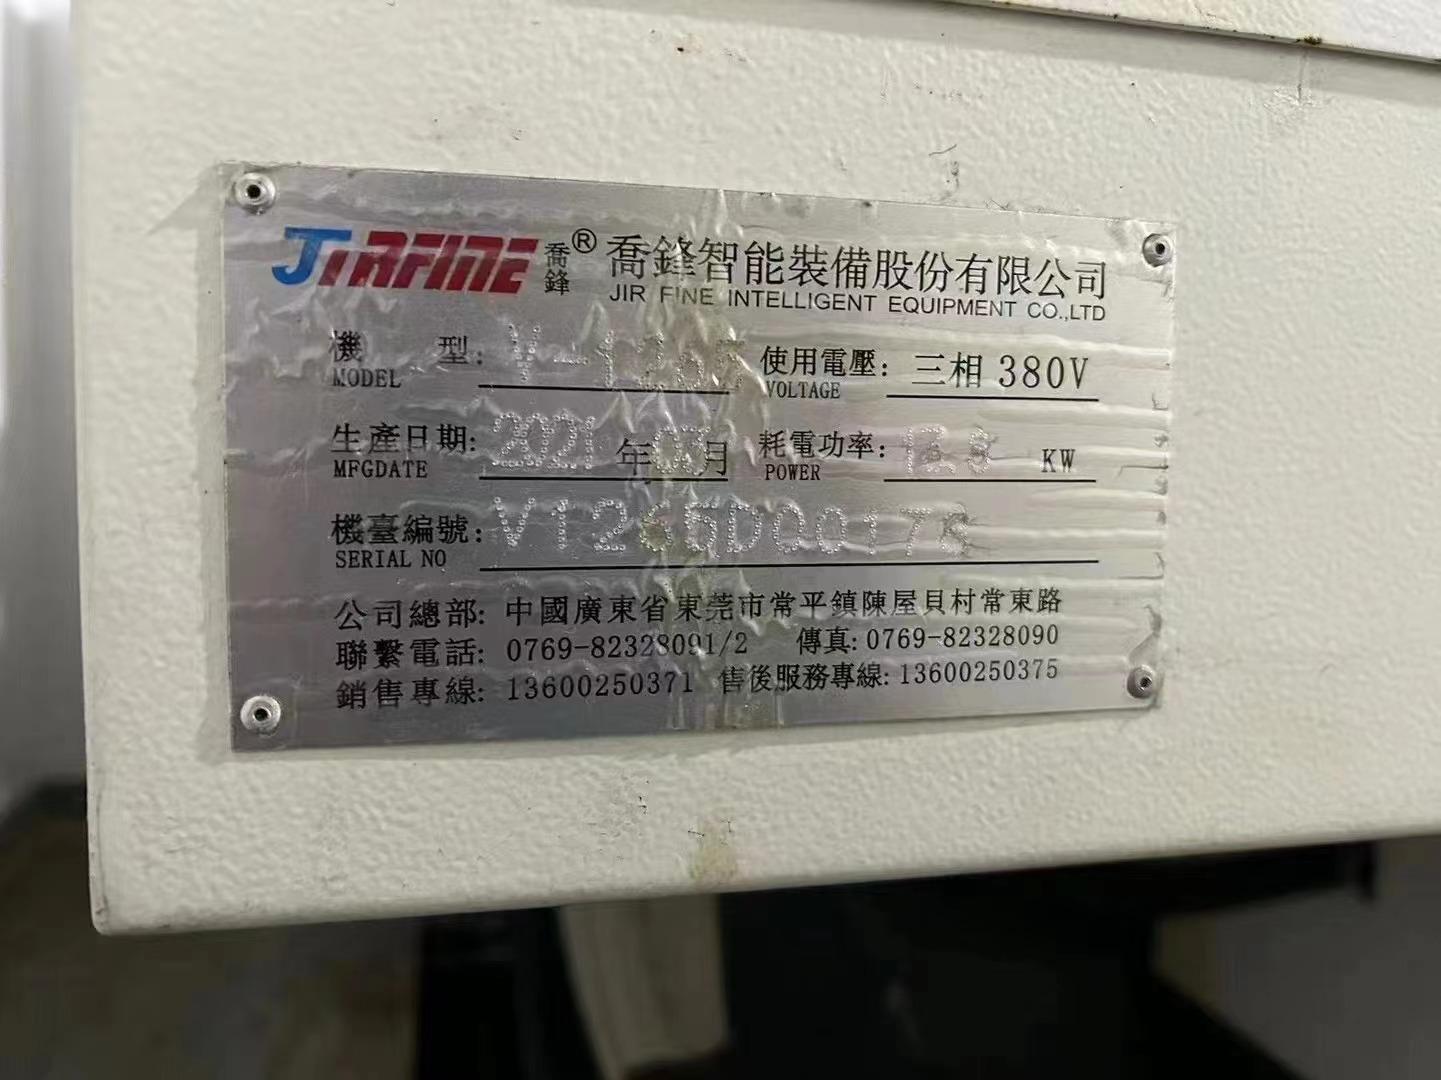 JIRFINE 喬鋒® 喬鋒智能裝備股份有限公司
JIR FINE INTELLIGENT EQUIPMENT CO.,LTD
機 型: V-1265 使用電壓: 三相 380V
MODEL VOLTAGE
生產日期: 2021 年 03 月 耗電功率: KW
MFGDATE POWER
機臺編號:
SERIAL NO
公司總部: 中國廣東省東莞市常平鎮陳屋貝村常東路
聯繫電話: 0769-82328091/2 傳真: 0769-82328090
銷售專線: 13600250371 售後服務專線: 13600250375